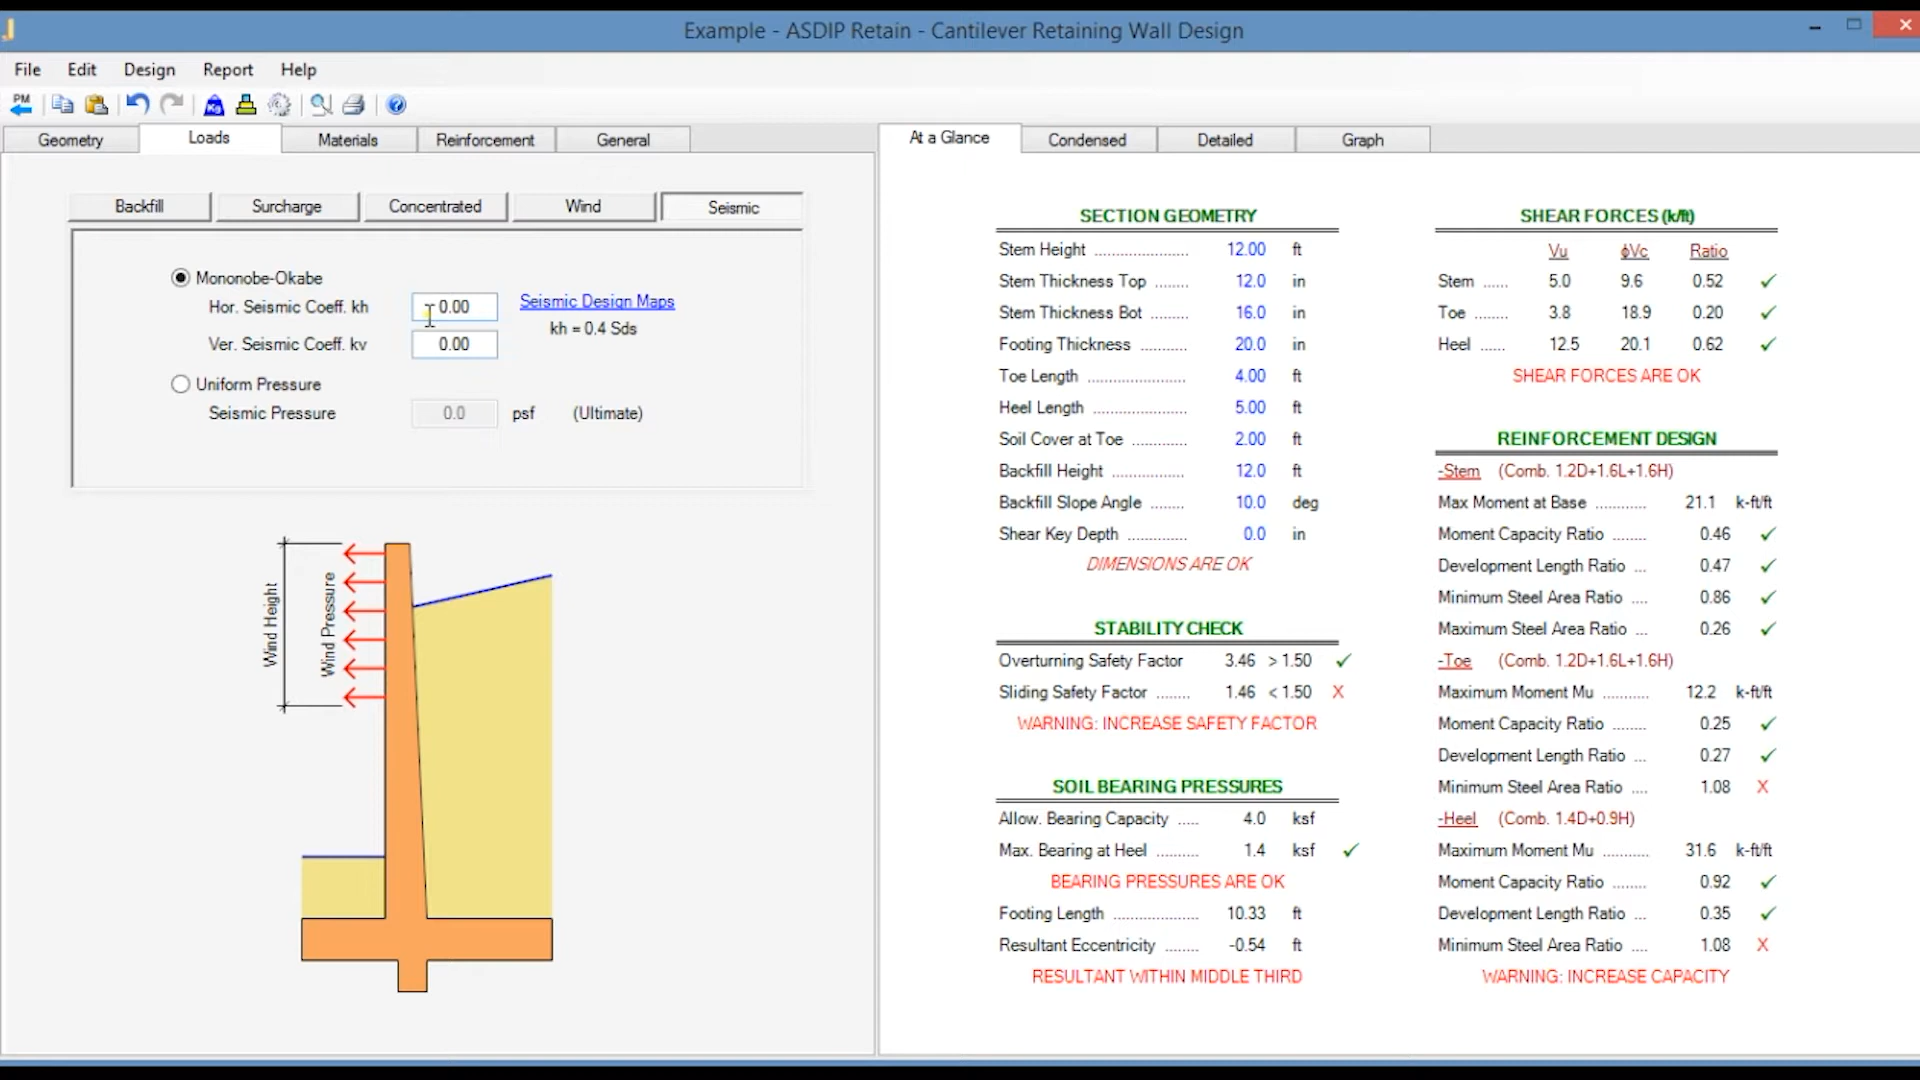 Example - ASDIP Retain - Cantilever Retaining Wall Design
File Edit Design Report Help
PM Kg
Geometry Loads Materials Reinforcement General
At a Glance Condensed Detailed Graph
Backfill Surcharge Concentrated Wind Seismic
Mononobe-Okabe
Hor. Seismic Coeff. kh 0.00 Seismic Design Maps
kh = 0.4 Sds
Ver. Seismic Coeff. kv 0.00
Uniform Pressure
Seismic Pressure 0.0 psf (Ultimate)
Wind Height
Wind Pressure
SECTION GEOMETRY
Stem Height ...................... 12.00 ft
Stem Thickness Top ........ 12.0 in
Stem Thickness Bot ........ 16.0 in
Footing Thickness ........... 20.0 in
Toe Length ........................ 4.00 ft
Heel Length ...................... 5.00 ft
Soil Cover at Toe ............. 2.00 ft
Backfill Height .................. 12.0 ft
Backfill Slope Angle ........ 10.0 deg
Shear Key Depth .............. 0.0 in
DIMENSIONS ARE OK
STABILITY CHECK
Overturning Safety Factor 3.46 > 1.50 ✓
Sliding Safety Factor ........ 1.46 < 1.50 X
WARNING: INCREASE SAFETY FACTOR
SOIL BEARING PRESSURES
Allow. Bearing Capacity ..... 4.0 ksf
Max. Bearing at Heel .......... 1.4 ksf ✓
BEARING PRESSURES ARE OK
Footing Length .................... 10.33 ft
Resultant Eccentricity ........ -0.54 ft
RESULTANT WITHIN MIDDLE THIRD
SHEAR FORCES (k/ft)
Vu ϕVc Ratio
Stem ...... 5.0 9.6 0.52 ✓
Toe ........ 3.8 18.9 0.20 ✓
Heel ...... 12.5 20.1 0.62 ✓
SHEAR FORCES ARE OK
REINFORCEMENT DESIGN
-Stem (Comb. 1.2D+1.6L+1.6H)
Max Moment at Base ............ 21.1 k-ft/ft
Moment Capacity Ratio ........ 0.46 ✓
Development Length Ratio ... 0.47 ✓
Minimum Steel Area Ratio .... 0.86 ✓
Maximum Steel Area Ratio ... 0.26 ✓
-Toe (Comb. 1.2D+1.6L+1.6H)
Maximum Moment Mu ........... 12.2 k-ft/ft
Moment Capacity Ratio ........ 0.25 ✓
Development Length Ratio ... 0.27 ✓
Minimum Steel Area Ratio .... 1.08 X
-Heel (Comb. 1.4D+0.9H)
Maximum Moment Mu ........... 31.6 k-ft/ft
Moment Capacity Ratio ........ 0.92 ✓
Development Length Ratio ... 0.35 ✓
Minimum Steel Area Ratio .... 1.08 X
WARNING: INCREASE CAPACITY